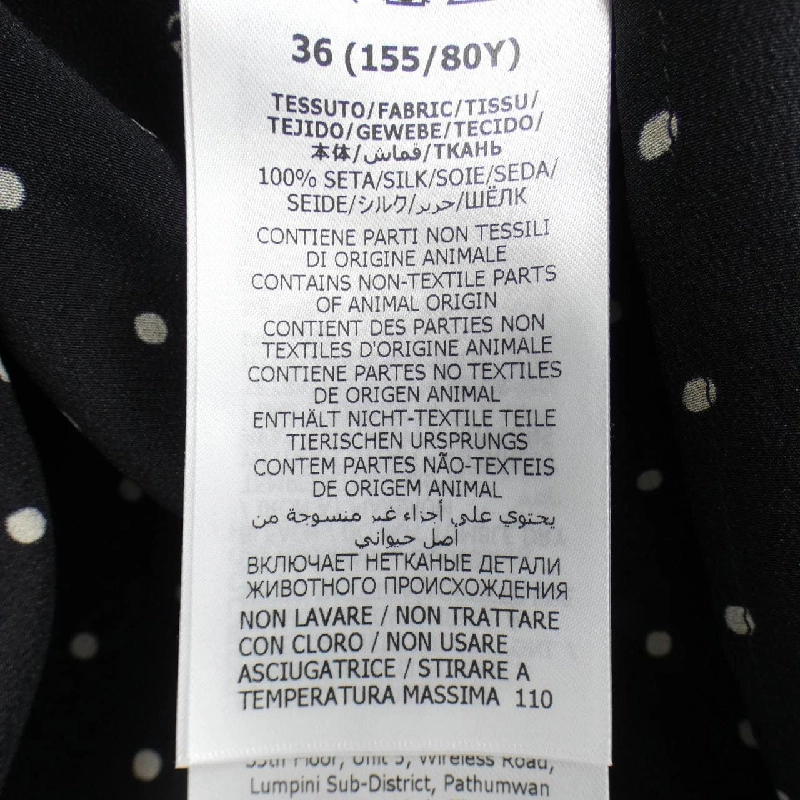 36 (155/80Y)
TESSUTO/FABRIC/TISSU/
TEJIDO/GEWEBE/TECIDO/
本体/قماش/ТКАНЬ
100% SETA/SILK/SOIE/SEDA/
SEIDE/シルク/حرير/ШЁЛК
CONTIENE PARTI NON TESSILI
DI ORIGINE ANIMALE
CONTAINS NON-TEXTILE PARTS
OF ANIMAL ORIGIN
CONTIENT DES PARTIES NON
TEXTILES D'ORIGINE ANIMALE
CONTIENE PARTES NO TEXTILES
DE ORIGEN ANIMAL
ENTHÄLT NICHT-TEXTILE TEILE
TIERISCHEN URSPRUNGS
CONTEM PARTES NÃO-TEXTEIS
DE ORIGEM ANIMAL
يحتوي علي أجزاء غير منسوجة من
أصل حيواني
ВКЛЮЧАЕТ НЕТКАНЫЕ ДЕТАЛИ
ЖИВОТНОГО ПРОИСХОЖДЕНИЯ
NON LAVARE / NON TRATTARE
CON CLORO / NON USARE
ASCIUGATRICE / STIRARE A
TEMPERATURA MASSIMA 110
Floor, Unit 5, Wireless Road,
Lumpini Sub-District, Pathumwan